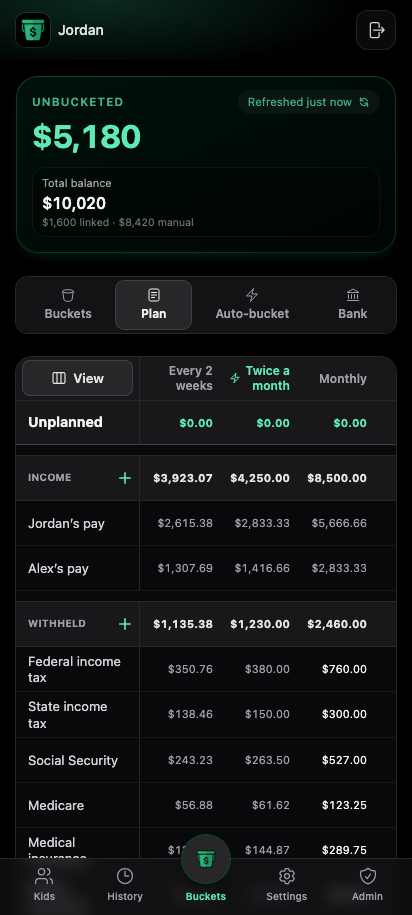 Jordan
UNBUCKETED
Refreshed just now
$5,180
Total balance
$10,020
$1,600 linked · $8,420 manual
Buckets
Plan
Auto-bucket
Bank
View
Every 2 weeks
Twice a month
Monthly
Unplanned $0.00 $0.00 $0.00
INCOME + $3,923.07 $4,250.00 $8,500.00
Jordan’s pay $2,615.38 $2,833.33 $5,666.66
Alex’s pay $1,307.69 $1,416.66 $2,833.33
WITHHELD + $1,135.38 $1,230.00 $2,460.00
Federal income
tax $350.76 $380.00 $760.00
State income
tax $138.46 $150.00 $300.00
Social Security $243.23 $263.50 $527.00
Medicare $56.88 $61.62 $123.25
Medical
insurance $144.87 $289.75
Kids
History
Buckets
Settings
Admin